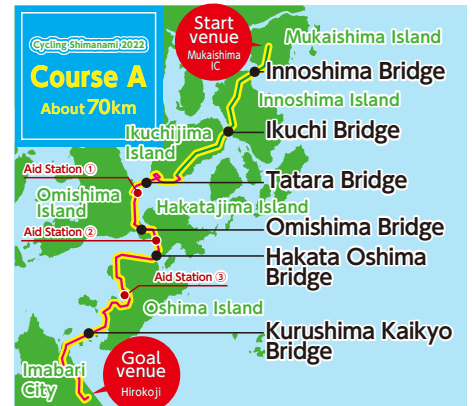 Cycling Shimanami 2022
Course A
About 70km
Start
venue
Mukaishima
IC
Mukaishima Island
Innoshima Bridge
Innoshima Island
Ikuchijima
Island
Ikuchi Bridge
Aid Station ①
Tatara Bridge
Omishima
Island
Hakatajima Island
Aid Station ②
Omishima Bridge
Hakata Oshima
Bridge
Aid Station ③
Oshima Island
Kurushima Kaikyo
Bridge
Imabari
City
Goal
venue
Hirokoji